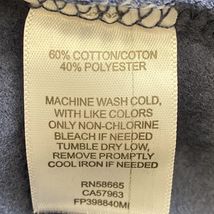 60% COTTON/COTON
40% POLYESTER
MACHINE WASH COLD,
WITH LIKE COLORS
ONLY NON-CHLORINE
BLEACH IF NEEDED
TUMBLE DRY LOW,
REMOVE PROMPTLY
COOL IRON IF NEEDED
RN58665
CA57963
FP398840MI